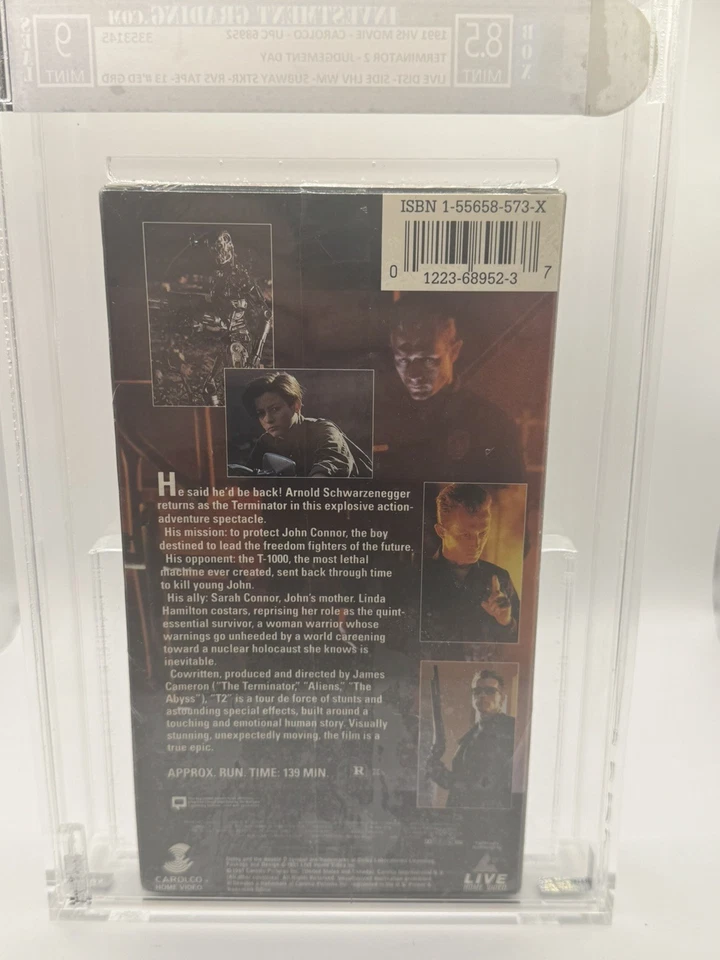 INVESTMENT GRADING.COM
BOX 8.5 MINT
1991 VHS MOVIE - CAROLCO - UPC 68952
TERMINATOR 2 - JUDGEMENT DAY
LIVE DIST- SIDE LHV WM- SUBWAY STKR- RVS TAPE- 13 #'ED GRD
3353145
SEAL 9 MINT
ISBN 1-55658-573-X
0 1223-68952-3 7
He said he'd be back! Arnold Schwarzenegger
returns as the Terminator in this explosive action-
adventure spectacle.
His mission: to protect John Connor, the boy
destined to lead the freedom fighters of the future.
His opponent: the T-1000, the most lethal
machine ever created, sent back through time
to kill young John.
His ally: Sarah Connor, John's mother. Linda
Hamilton costars, reprising her role as the quint-
essential survivor, a woman warrior whose
warnings go unheeded by a world careening
toward a nuclear holocaust she knows is
inevitable.
Cowritten, produced and directed by James
Cameron ("The Terminator," "Aliens," "The
Abyss"), "T2" is a tour de force of stunts and
astounding special effects, built around a
touching and emotional human story. Visually
stunning, unexpectedly moving, the film is a
true epic.
APPROX. RUN. TIME: 139 MIN. R
CAROLCO
HOME VIDEO
LIVE